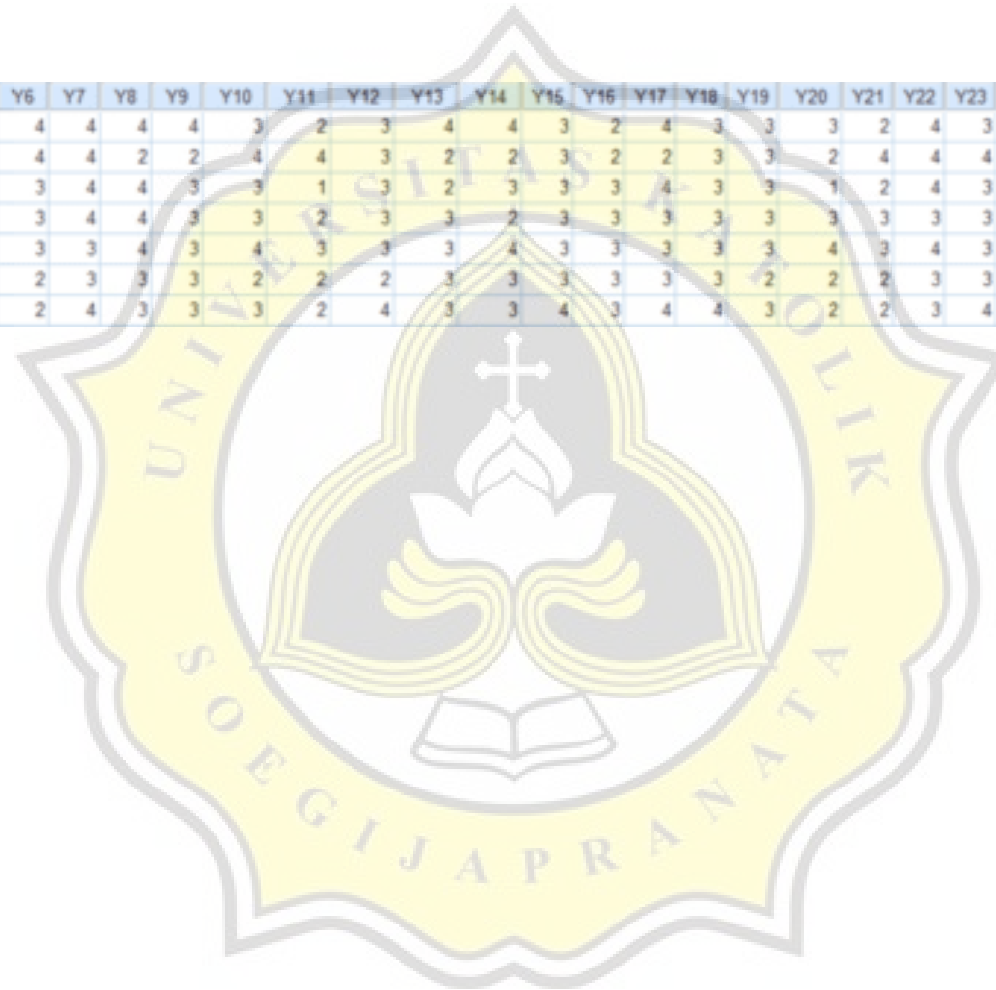 Y6 Y7 Y8 Y9 Y10 Y11 Y12 Y13 Y14 Y15 Y16 Y17 Y18 Y19 Y20 Y21 Y22 Y23
4 4 4 4 3 2 3 4 4 3 2 4 3 3 3 2 4 3
4 4 2 2 4 4 3 2 2 3 2 2 3 3 2 4 4 4
3 4 4 3 3 1 3 2 3 3 3 4 3 3 1 2 4 3
3 4 4 3 3 2 3 3 2 3 3 3 3 3 3 3 3 3
3 3 4 3 4 3 3 3 4 3 3 3 3 3 4 3 4 3
2 3 3 3 2 2 2 3 3 3 3 3 3 2 2 2 3 3
2 4 3 3 3 2 4 3 3 4 3 4 4 3 2 2 3 4
UNIVERSITAS KATOLIK
SOEGIJAPRANATA